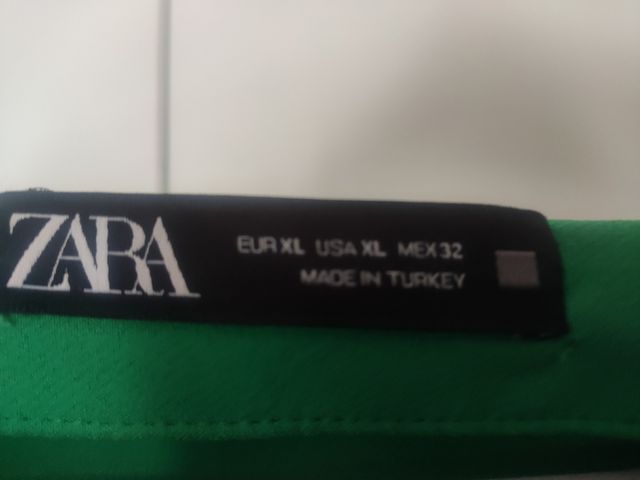 ZARA
EUR XL USA XL MEX 32
MADE IN TURKEY